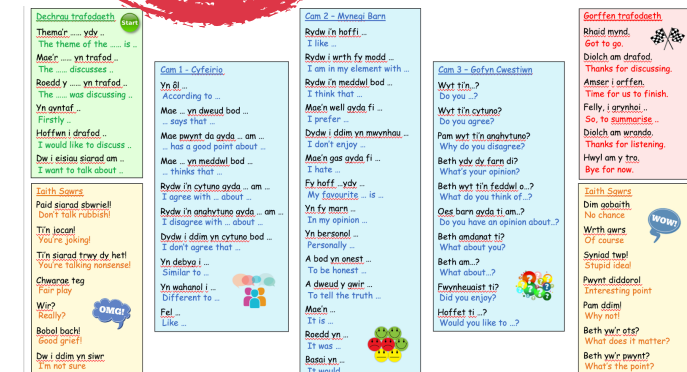 Dechrau trafodaeth
Start
Thema'r ...... ydy ..
The theme of the ...... is ..
Mae'r ...... yn trafod ..
The ...... discusses ..
Roedd y ...... yn trafod ..
The ...... was discussing ..
Yn gyntaf ..
Firstly ..
Hoffwn i drafod ..
I would like to discuss ..
Dw i eisiau siarad am ..
I want to talk about ..
Iaith Sgwrs
Paid siarad sbwriel!
Don't talk rubbish!
Ti'n jocan!
You're joking!
Ti'n siarad trwy dy het!
You're talking nonsense!
Chwarae teg
Fair play
Wir?
Really?
OMG!
Bobol bach!
Good grief!
Dw i ddim yn siwr
I'm not sure
Cam 1 - Cyfeirio
Yn ôl ...
According to ...
Mae ... yn dweud bod ...
... says that ...
Mae pwynt da gyda ... am ...
... has a good point about ...
Mae ... yn meddwl bod ...
... thinks that ...
Rydw i'n cytuno gyda ... am ...
I agree with ... about ...
Rydw i'n anghytuno gyda ... am ...
I disagree with ... about ...
Dydw i ddim yn cytuno bod ...
I don't agree that ...
Yn debyg i ...
Similar to ...
Yn wahanol i ...
Different to ...
Fel ...
Like ...
Cam 2 – Mynegi Barn
Rydw i'n hoffi ...
I like ...
Rydw i wrth fy modd ...
I am in my element with ...
Rydw i'n meddwl bod ...
I think that ...
Mae'n well gyda fi ...
I prefer ...
Dydw i ddim yn mwynhau ...
I don't enjoy ...
Mae'n gas gyda fi ...
I hate ...
Fy hoff ...ydy ...
My favourite ... is ...
Yn fy marn ...
In my opinion ...
Yn bersonol ...
Personally ...
A bod yn onest ...
To be honest ...
A dweud y gwir ...
To tell the truth ...
Mae'n ...
It is ...
Roedd yn ...
It was ...
Basai yn ...
It would
Cam 3 – Gofyn Cwestiwn
Wyt ti'n...?
Do you ...?
Wyt ti'n cytuno?
Do you agree?
Pam wyt ti'n anghytuno?
Why do you disagree?
Beth ydy dy farn di?
What's your opinion?
Beth wyt ti'n feddwl o...?
What do you think of...?
Oes barn gyda ti am...?
Do you have an opinion about...?
Beth amdanat ti?
What about you?
Beth am...?
What about...?
Fwynheuaist ti?
Did you enjoy?
Hoffet ti ...?
Would you like to ...?
Gorffen trafodaeth
Rhaid mynd.
Got to go.
Diolch am drafod.
Thanks for discussing.
Amser i orffen.
Time for us to finish.
Felly, i grynhoi ..
So, to summarise ..
Diolch am wrando.
Thanks for listening.
Hwyl am y tro.
Bye for now.
Iaith Sgwrs
Dim gobaith
No chance
WOW!
Wrth gwrs
Of course
Syniad twp!
Stupid idea!
Pwynt diddorol
Interesting point
Pam ddim!
Why not!
Beth yw'r ots?
What does it matter?
Beth yw'r pwynt?
What's the point?